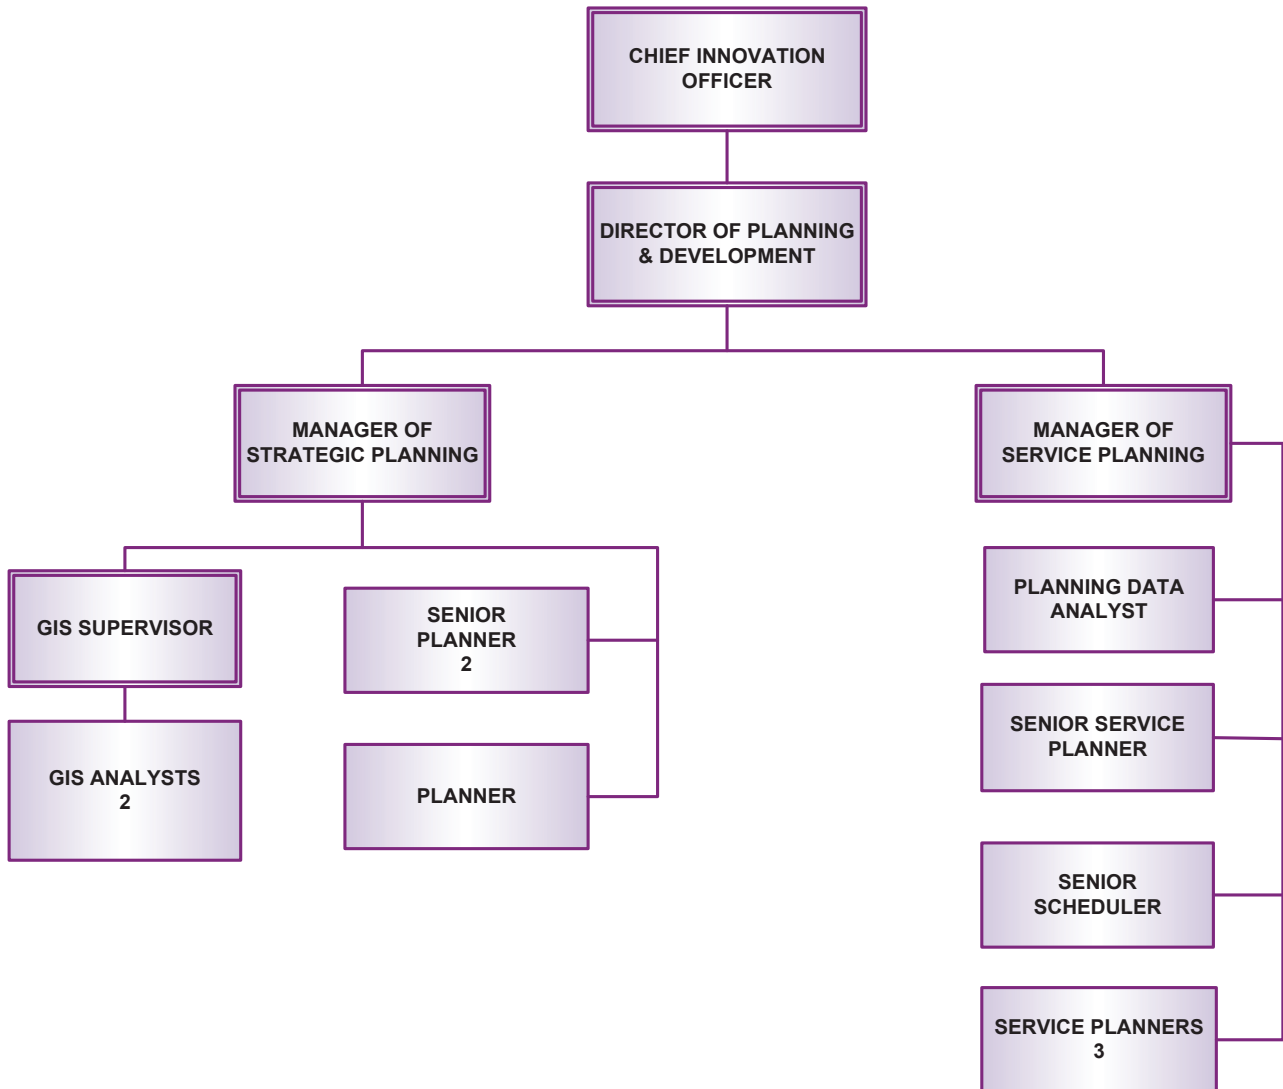 CHIEF INNOVATION
OFFICER
DIRECTOR OF PLANNING
& DEVELOPMENT
MANAGER OF
STRATEGIC PLANNING
MANAGER OF
SERVICE PLANNING
GIS SUPERVISOR
GIS ANALYSTS
2
SENIOR
PLANNER
2
PLANNER
PLANNING DATA
ANALYST
SENIOR SERVICE
PLANNER
SENIOR
SCHEDULER
SERVICE PLANNERS
3